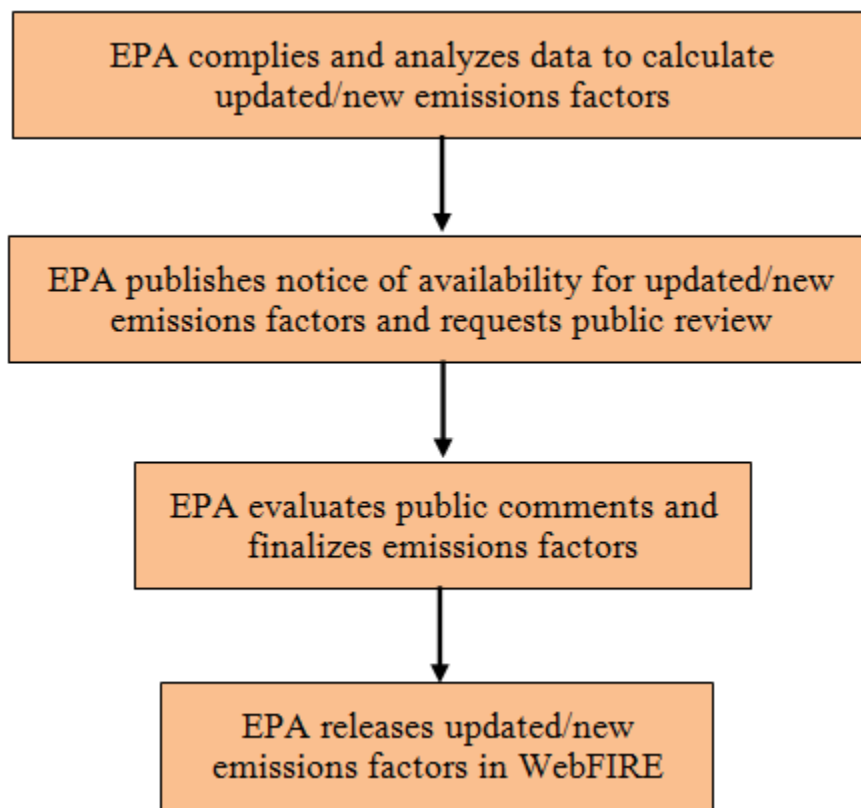 EPA complies and analyzes data to calculate
updated/new emissions factors
EPA publishes notice of availability for updated/new
emissions factors and requests public review
EPA evaluates public comments and
finalizes emissions factors
EPA releases updated/new
emissions factors in WebFIRE